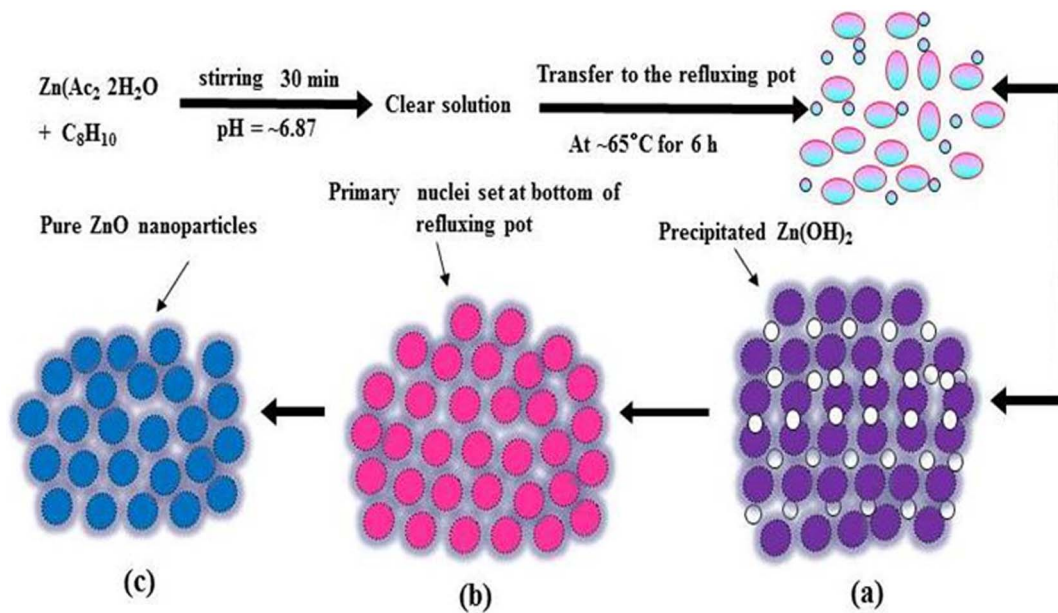 Zn(Ac₂ 2H₂O
+ C₈H₁₀
stirring 30 min
pH = ~6.87
Clear solution
Transfer to the refluxing pot
At ~65°C for 6 h
Pure ZnO nanoparticles
Primary nuclei set at bottom of
refluxing pot
Precipitated Zn(OH)₂
(c)
(b)
(a)